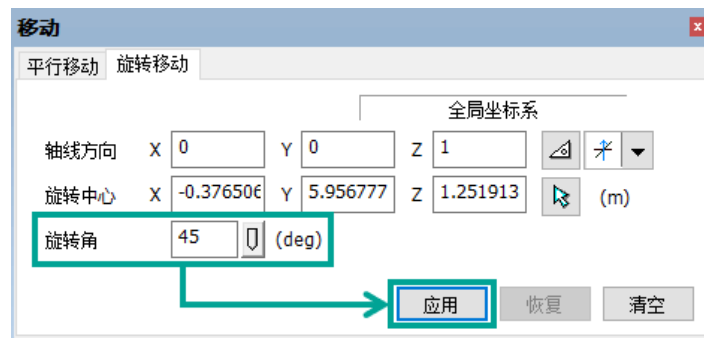 移动
平行移动 旋转移动
全局坐标系
轴线方向 X 0 Y 0 Z 1
旋转中心 X -0.376506 Y 5.956777 Z 1.251913 (m)
旋转角 45 (deg)
应用 恢复 清空